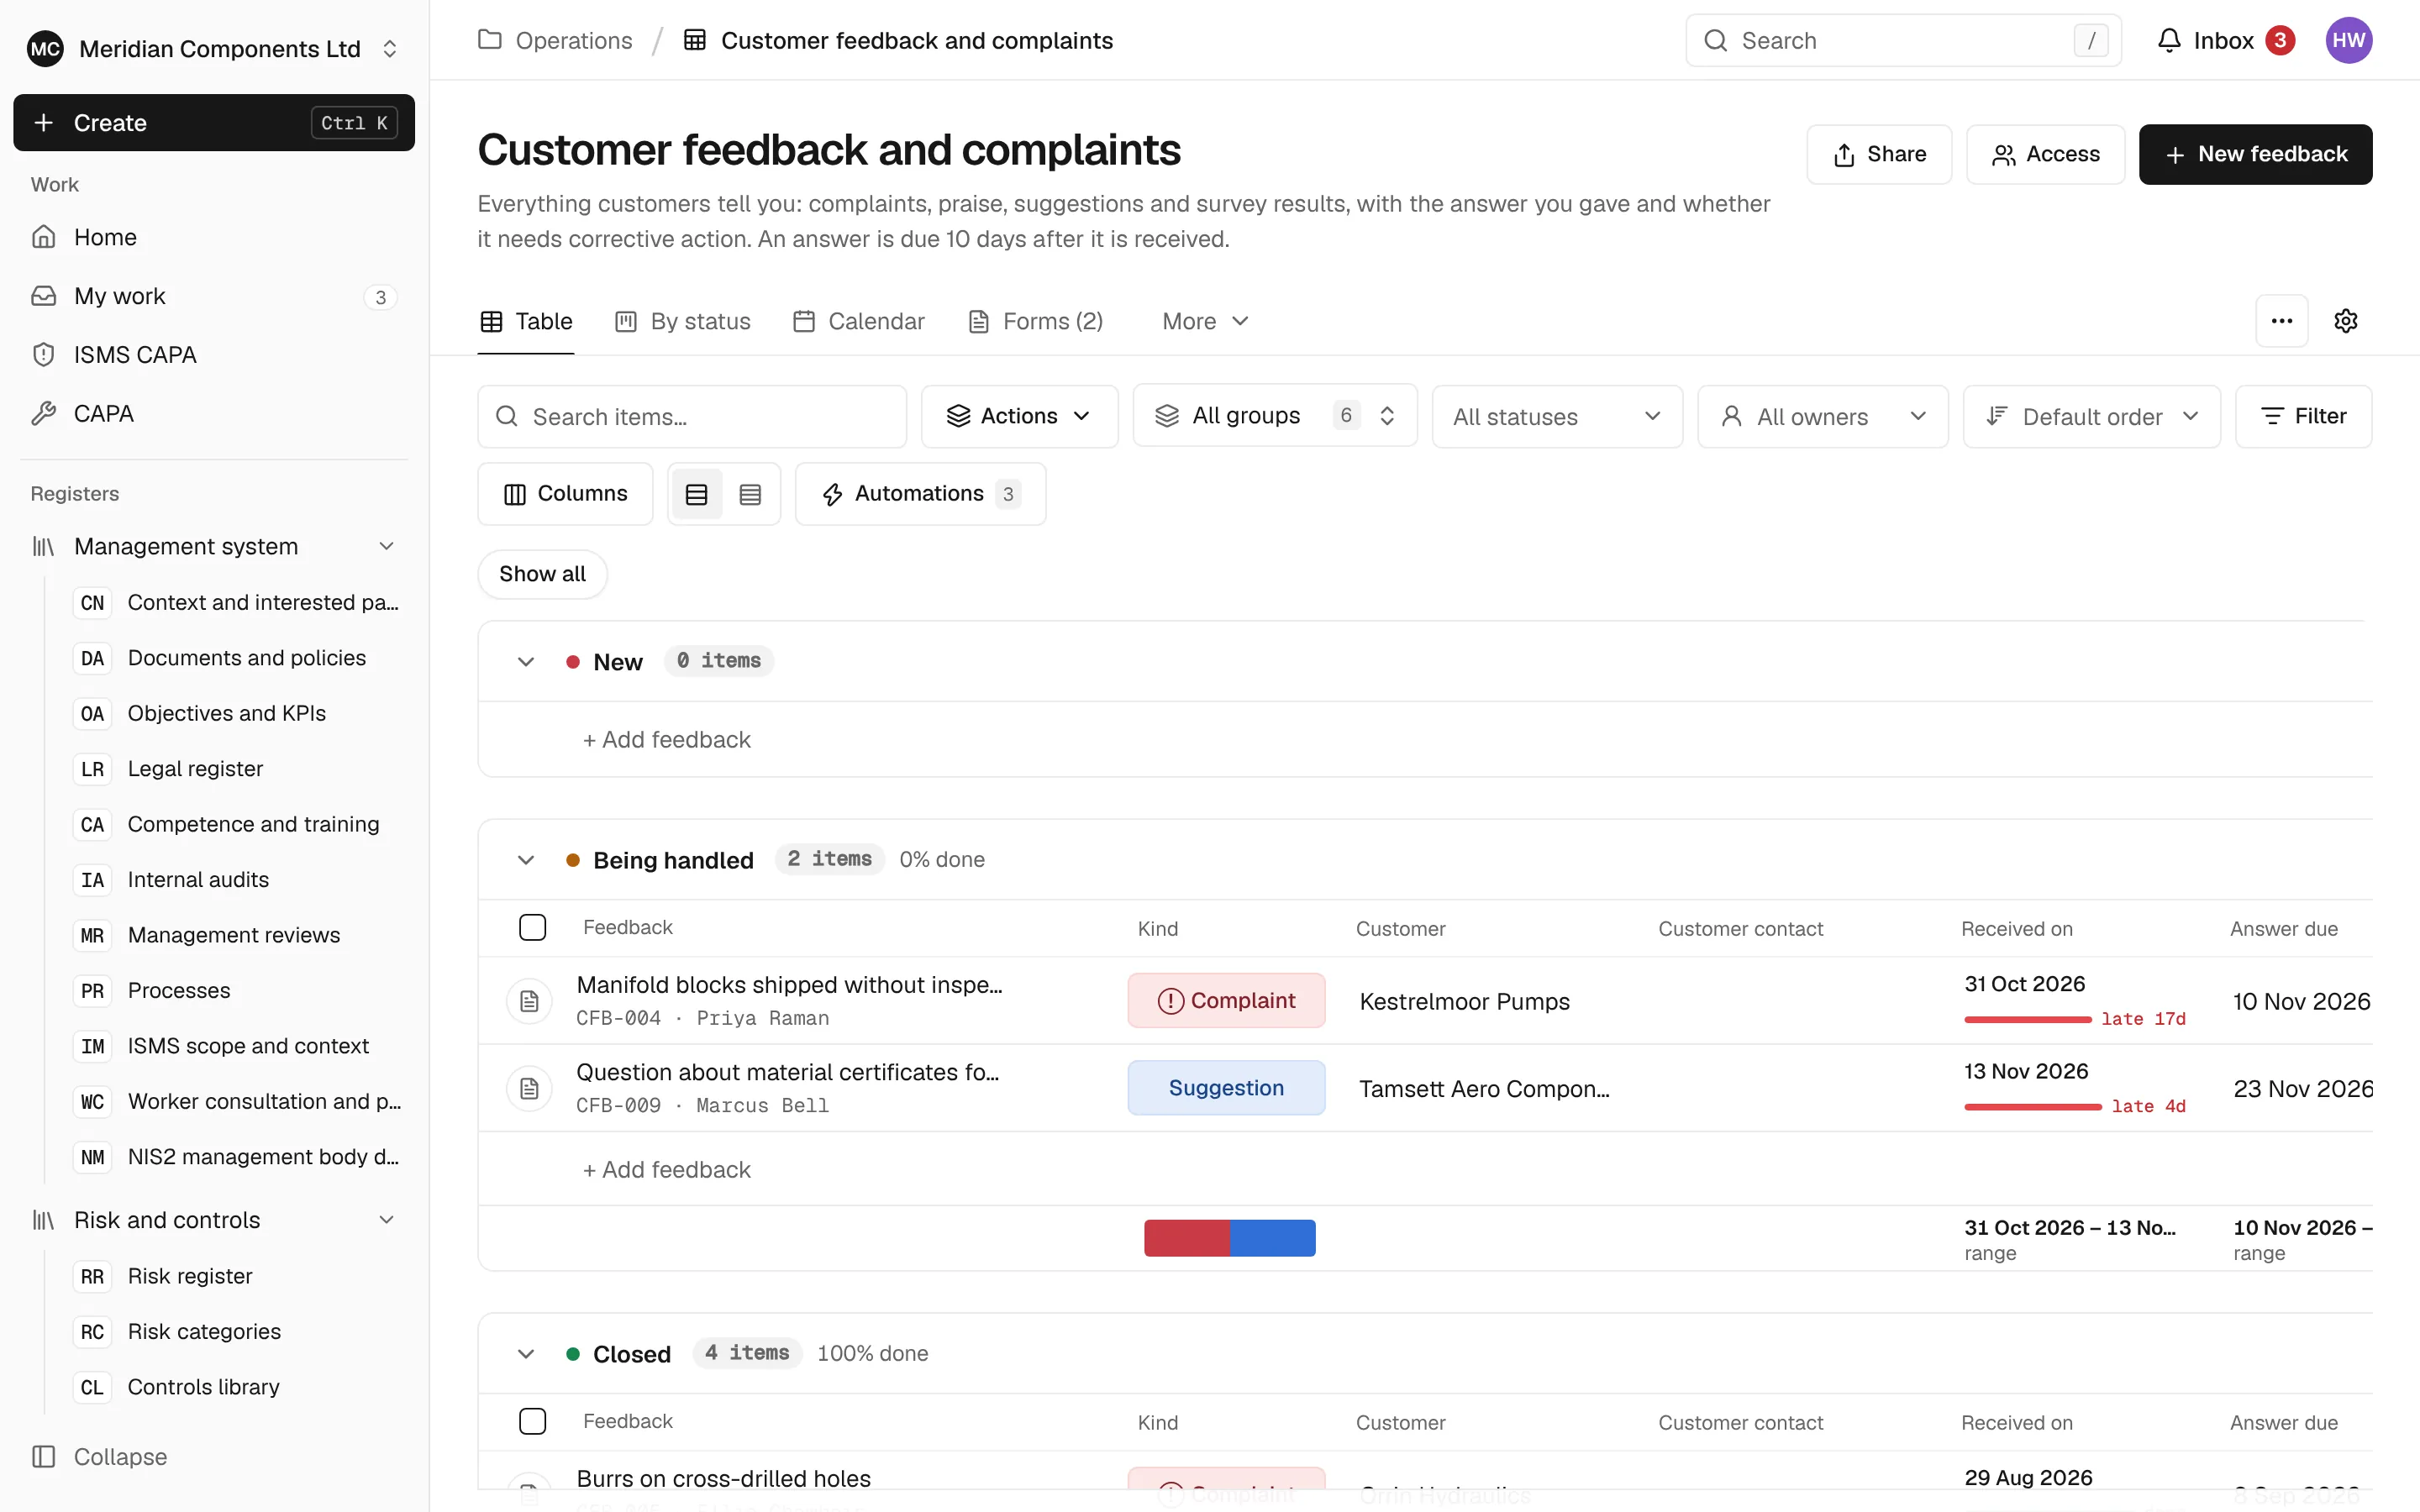 MC Meridian Components Ltd
Create Ctrl K
Work
Home
My work 3
ISMS CAPA
CAPA
Registers
Management system
CN Context and interested pa...
DA Documents and policies
OA Objectives and KPIs
LR Legal register
CA Competence and training
IA Internal audits
MR Management reviews
PR Processes
IM ISMS scope and context
WC Worker consultation and p...
NM NIS2 management body d...
Risk and controls
RR Risk register
RC Risk categories
CL Controls library
Collapse
Operations / Customer feedback and complaints
Search /
Inbox 3
HW
Customer feedback and complaints
Share
Access
+ New feedback
Everything customers tell you: complaints, praise, suggestions and survey results, with the answer you gave and whether
it needs corrective action. An answer is due 10 days after it is received.
Table
By status
Calendar
Forms (2)
More
Search items...
Actions
All groups 6
All statuses
All owners
Default order
Filter
Columns
Automations 3
Show all
New 0 items
+ Add feedback
Being handled 2 items 0% done
Feedback Kind Customer Customer contact Received on Answer due
Manifold blocks shipped without inspe...
CFB-004 · Priya Raman
Complaint
Kestrelmoor Pumps
31 Oct 2026
late 17d
10 Nov 2026
Question about material certificates fo...
CFB-009 · Marcus Bell
Suggestion
Tamsett Aero Compon...
13 Nov 2026
late 4d
23 Nov 2026
+ Add feedback
31 Oct 2026 – 13 No...
range
10 Nov 2026 –
range
Closed 4 items 100% done
Feedback Kind Customer Customer contact Received on Answer due
Burrs on cross-drilled holes
Complaint
Orrin Hydraulics
29 Aug 2026
8 Sep 2026